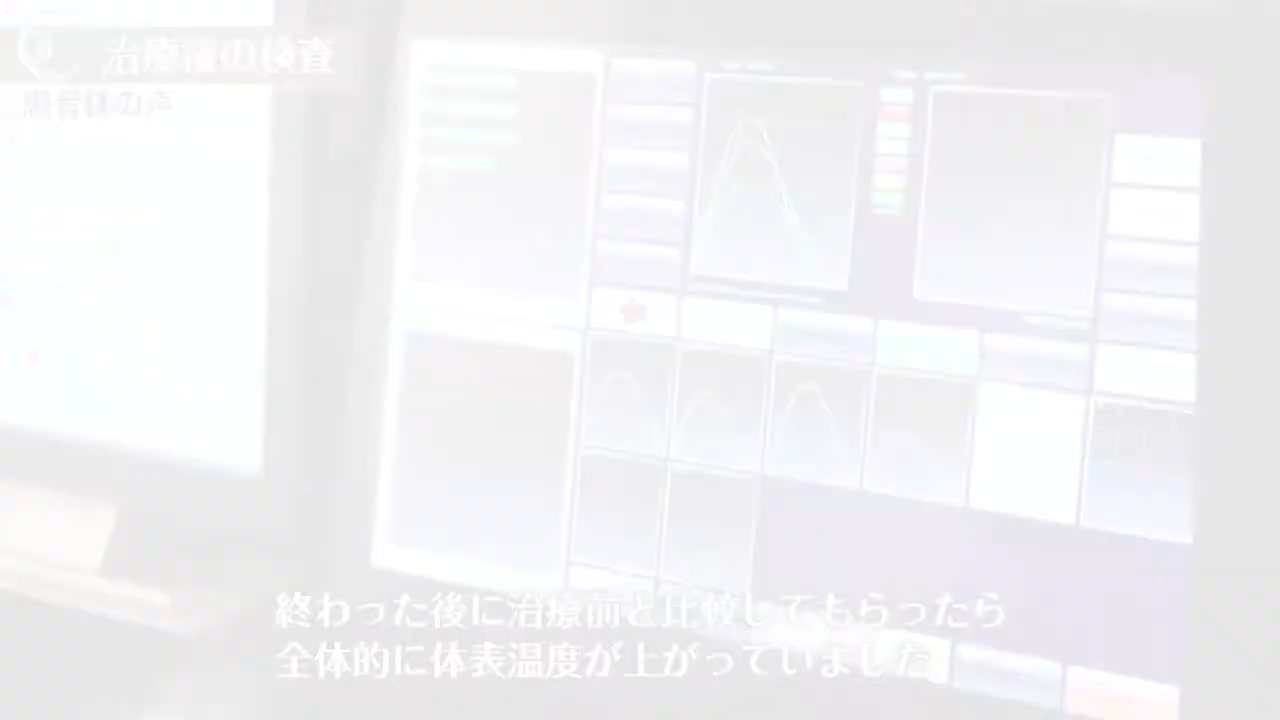 治療後の検査
患者様の声
終わった後に治療前と比較してもらったら
全体的に体表温度が上がっていました